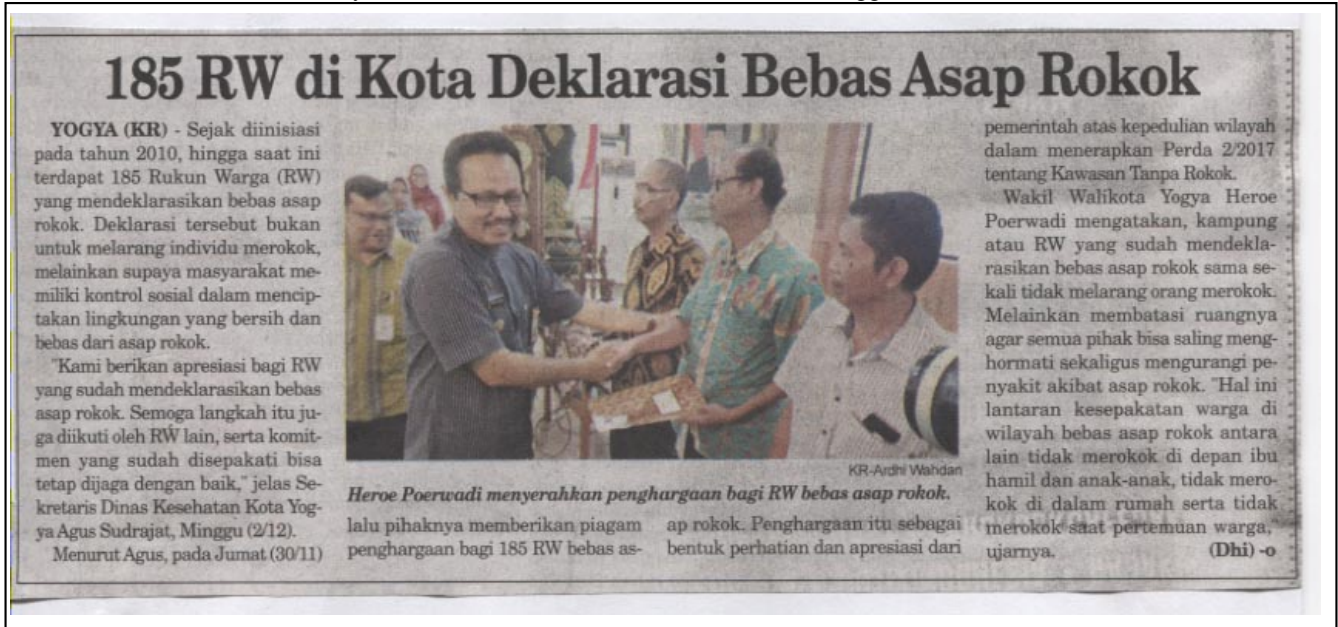 185 RW di Kota Deklarasi Bebas Asap Rokok
YOGYA (KR) - Sejak diinisiasi
pada tahun 2010, hingga saat ini
terdapat 185 Rukun Warga (RW)
yang mendeklarasikan bebas asap
rokok. Deklarasi tersebut bukan
untuk melarang individu merokok,
melainkan supaya masyarakat me-
miliki kontrol sosial dalam mencip-
takan lingkungan yang bersih dan
bebas dari asap rokok.
"Kami berikan apresiasi bagi RW
yang sudah mendeklarasikan bebas
asap rokok. Semoga langkah itu ju-
ga diikuti oleh RW lain, serta komit-
men yang sudah disepakati bisa
tetap dijaga dengan baik," jelas Se-
kretaris Dinas Kesehatan Kota Yog-
ya Agus Sudrajat, Minggu (2/12).
Menurut Agus, pada Jumat (30/11)
KR-Ardhi Wahdan
Heroe Poerwadi menyerahkan penghargaan bagi RW bebas asap rokok.
lalu pihaknya memberikan piagam
penghargaan bagi 185 RW bebas as-
ap rokok. Penghargaan itu sebagai
bentuk perhatian dan apresiasi dari
pemerintah atas kepedulian wilayah
dalam menerapkan Perda 2/2017
tentang Kawasan Tanpa Rokok.
Wakil Walikota Yogya Heroe
Poerwadi mengatakan, kampung
atau RW yang sudah mendekla-
rasikan bebas asap rokok sama se-
kali tidak melarang orang merokok.
Melainkan membatasi ruangnya
agar semua pihak bisa saling meng-
hormati sekaligus mengurangi pe-
nyakit akibat asap rokok. "Hal ini
lantaran kesepakatan warga di
wilayah bebas asap rokok antara
lain tidak merokok di depan ibu
hamil dan anak-anak, tidak mero-
kok di dalam rumah serta tidak
merokok saat pertemuan warga,"
ujarnya. (Dhi) -o